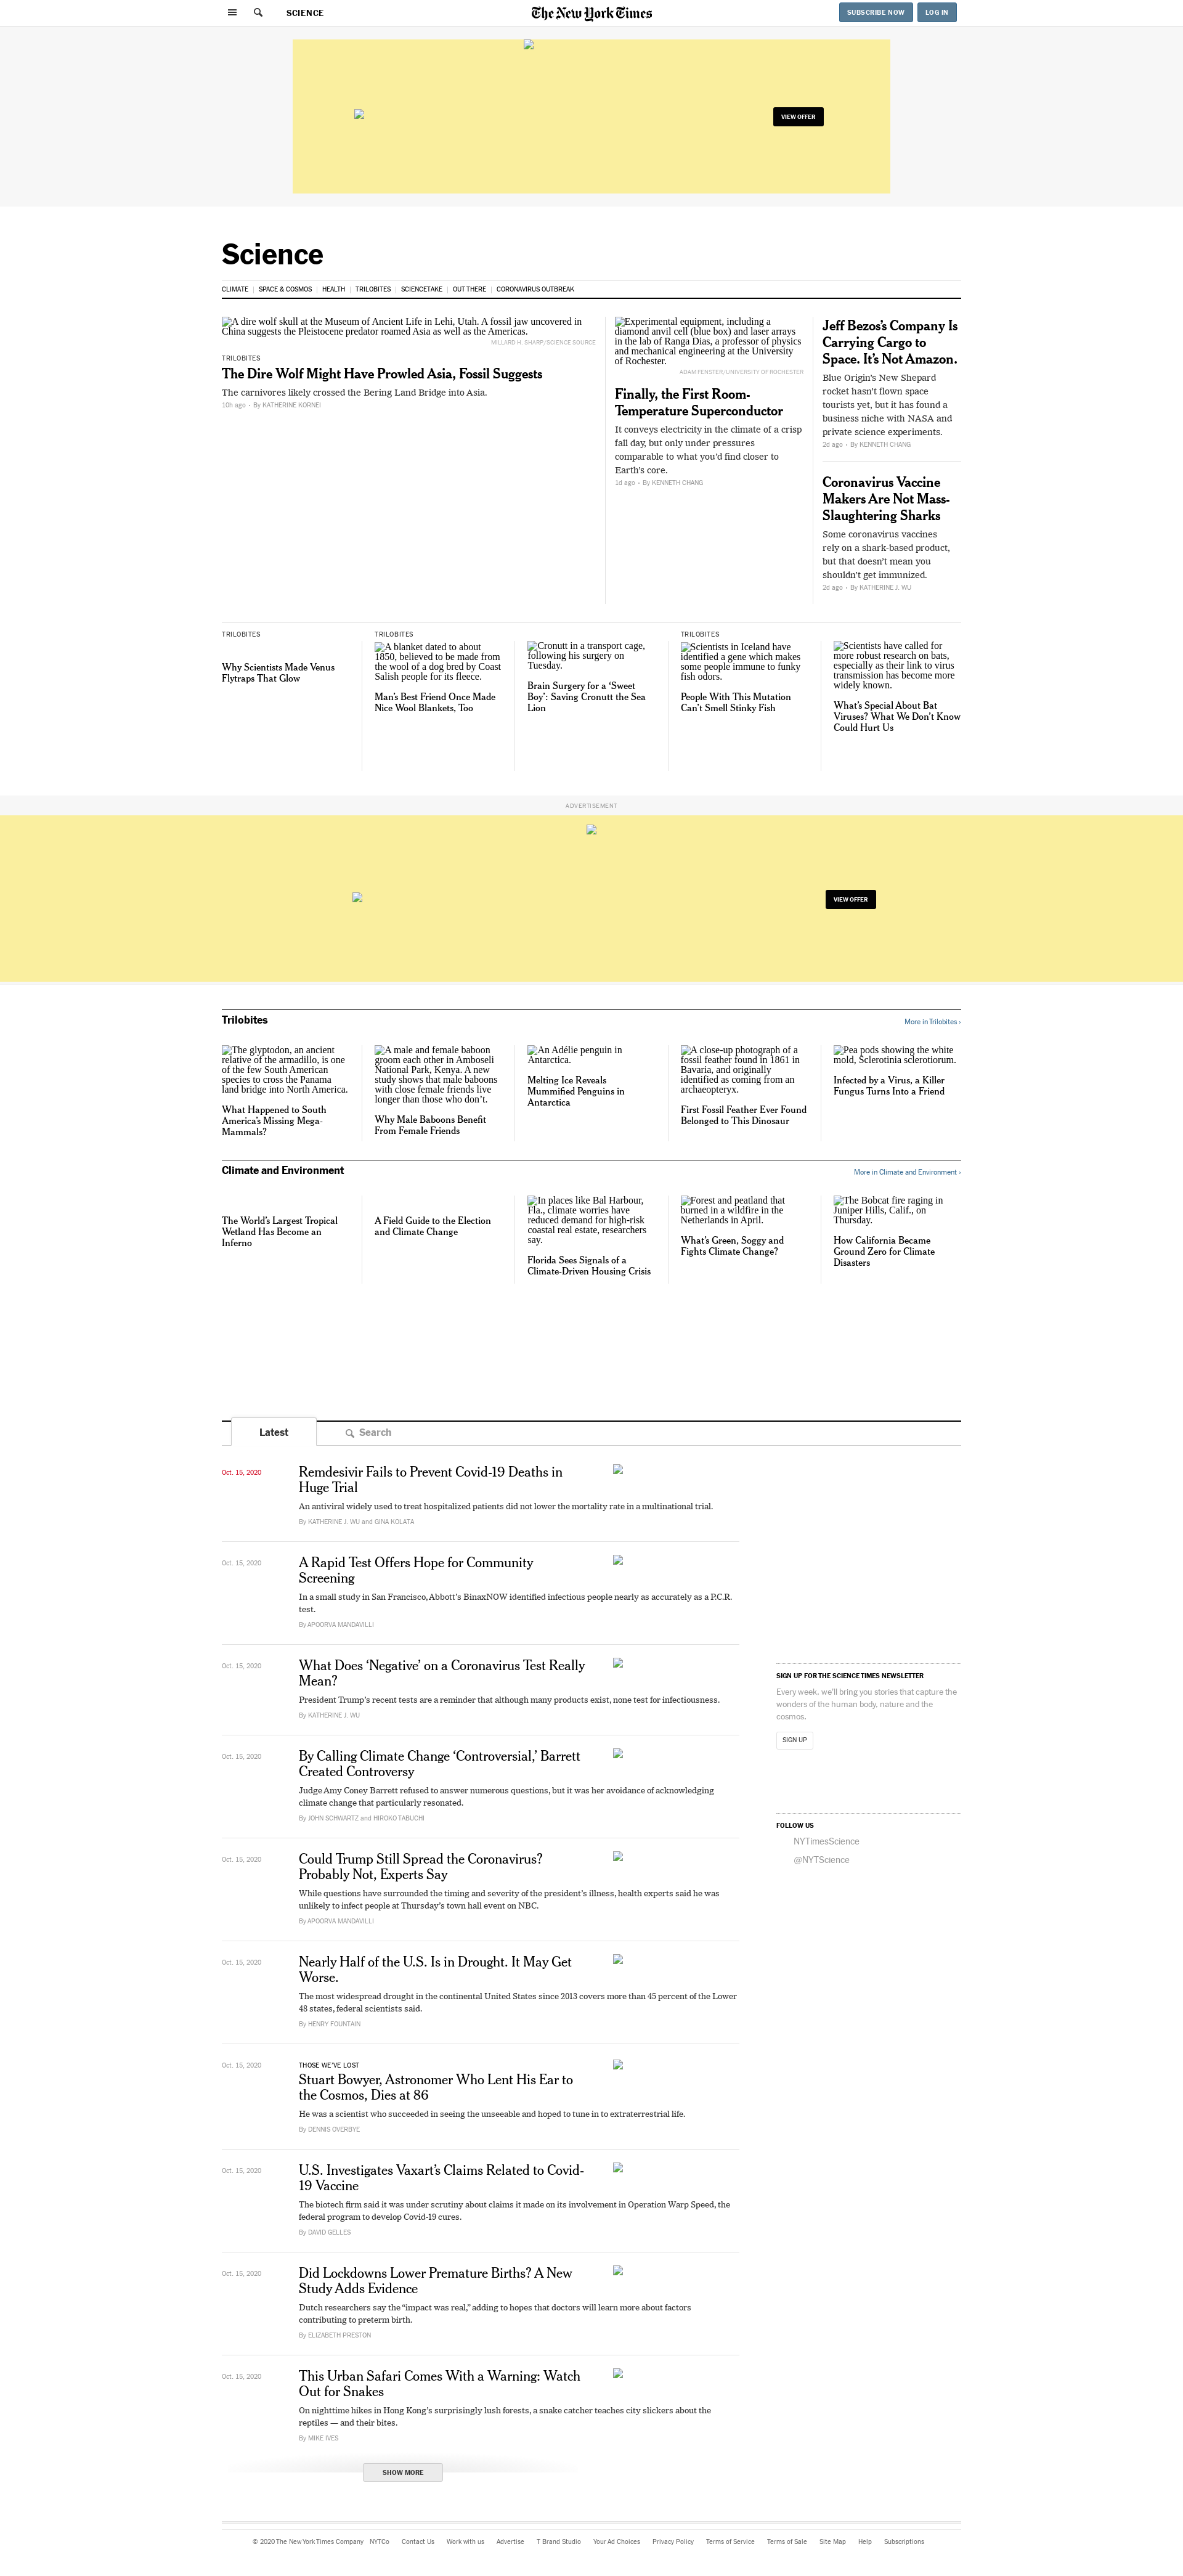 SCIENCE
The New York Times
SUBSCRIBE NOW
LOG IN
VIEW OFFER
Science
CLIMATE
SPACE & COSMOS
HEALTH
TRILOBITES
SCIENCETAKE
OUT THERE
CORONAVIRUS OUTBREAK
A dire wolf skull at the Museum of Ancient Life in Lehi, Utah. A fossil jaw uncovered in
China suggests the Pleistocene predator roamed Asia as well as the Americas.
MILLARD H. SHARP/SCIENCE SOURCE
TRILOBITES
The Dire Wolf Might Have Prowled Asia, Fossil Suggests
The carnivores likely crossed the Bering Land Bridge into Asia.
10h ago - By KATHERINE KORNEI
Experimental equipment, including a
diamond anvil cell (blue box) and laser arrays
in the lab of Ranga Dias, a professor of physics
and mechanical engineering at the University
of Rochester.
ADAM FENSTER/UNIVERSITY OF ROCHESTER
Finally, the First Room-
Temperature Superconductor
It conveys electricity in the climate of a crisp
fall day, but only under pressures
comparable to what you'd find closer to
Earth's core.
1d ago - By KENNETH CHANG
Jeff Bezos's Company Is
Carrying Cargo to
Space. It's Not Amazon.
Blue Origin's New Shepard
rocket hasn't flown space
tourists yet, but it has found a
business niche with NASA and
private science experiments.
2d ago - By KENNETH CHANG
Coronavirus Vaccine
Makers Are Not Mass-
Slaughtering Sharks
Some coronavirus vaccines
rely on a shark-based product,
but that doesn't mean you
shouldn't get immunized.
2d ago - By KATHERINE J. WU
TRILOBITES
Why Scientists Made Venus
Flytraps That Glow
TRILOBITES
A blanket dated to about
1850, believed to be made from
the wool of a dog bred by Coast
Salish people for its fleece.
Man's Best Friend Once Made
Nice Wool Blankets, Too
Cronutt in a transport cage,
following his surgery on
Tuesday.
Brain Surgery for a 'Sweet
Boy': Saving Cronutt the Sea
Lion
TRILOBITES
Scientists in Iceland have
identified a gene which makes
some people immune to funky
fish odors.
People With This Mutation
Can't Smell Stinky Fish
Scientists have called for
more robust research on bats,
especially as their link to virus
transmission has become more
widely known.
What's Special About Bat
Viruses? What We Don't Know
Could Hurt Us
ADVERTISEMENT
VIEW OFFER
Trilobites
More in Trilobites ›
The glyptodon, an ancient
relative of the armadillo, is one
of the few South American
species to cross the Panama
land bridge into North America.
What Happened to South
America's Missing Mega-
Mammals?
A male and female baboon
groom each other in Amboseli
National Park, Kenya. A new
study shows that male baboons
with close female friends live
longer than those who don't.
Why Male Baboons Benefit
From Female Friends
An Adélie penguin in
Antarctica.
Melting Ice Reveals
Mummified Penguins in
Antarctica
A close-up photograph of a
fossil feather found in 1861 in
Bavaria, and originally
identified as coming from an
archaeopteryx.
First Fossil Feather Ever Found
Belonged to This Dinosaur
Pea pods showing the white
mold, Sclerotinia sclerotiorum.
Infected by a Virus, a Killer
Fungus Turns Into a Friend
Climate and Environment
More in Climate and Environment ›
The World's Largest Tropical
Wetland Has Become an
Inferno
A Field Guide to the Election
and Climate Change
In places like Bal Harbour,
Fla., climate worries have
reduced demand for high-risk
coastal real estate, researchers
say.
Florida Sees Signals of a
Climate-Driven Housing Crisis
Forest and peatland that
burned in a wildfire in the
Netherlands in April.
What's Green, Soggy and
Fights Climate Change?
The Bobcat fire raging in
Juniper Hills, Calif., on
Thursday.
How California Became
Ground Zero for Climate
Disasters
Latest
Search
Oct. 15, 2020
Remdesivir Fails to Prevent Covid-19 Deaths in
Huge Trial
An antiviral widely used to treat hospitalized patients did not lower the mortality rate in a multinational trial.
By KATHERINE J. WU and GINA KOLATA
Oct. 15, 2020
A Rapid Test Offers Hope for Community
Screening
In a small study in San Francisco, Abbott's BinaxNOW identified infectious people nearly as accurately as a P.C.R.
test.
By APOORVA MANDAVILLI
Oct. 15, 2020
What Does 'Negative' on a Coronavirus Test Really
Mean?
President Trump's recent tests are a reminder that although many products exist, none test for infectiousness.
By KATHERINE J. WU
Oct. 15, 2020
By Calling Climate Change 'Controversial,' Barrett
Created Controversy
Judge Amy Coney Barrett refused to answer numerous questions, but it was her avoidance of acknowledging
climate change that particularly resonated.
By JOHN SCHWARTZ and HIROKO TABUCHI
Oct. 15, 2020
Could Trump Still Spread the Coronavirus?
Probably Not, Experts Say
While questions have surrounded the timing and severity of the president's illness, health experts said he was
unlikely to infect people at Thursday's town hall event on NBC.
By APOORVA MANDAVILLI
Oct. 15, 2020
Nearly Half of the U.S. Is in Drought. It May Get
Worse.
The most widespread drought in the continental United States since 2013 covers more than 45 percent of the Lower
48 states, federal scientists said.
By HENRY FOUNTAIN
Oct. 15, 2020
THOSE WE'VE LOST
Stuart Bowyer, Astronomer Who Lent His Ear to
the Cosmos, Dies at 86
He was a scientist who succeeded in seeing the unseeable and hoped to tune in to extraterrestrial life.
By DENNIS OVERBYE
Oct. 15, 2020
U.S. Investigates Vaxart's Claims Related to Covid-
19 Vaccine
The biotech firm said it was under scrutiny about claims it made on its involvement in Operation Warp Speed, the
federal program to develop Covid-19 cures.
By DAVID GELLES
Oct. 15, 2020
Did Lockdowns Lower Premature Births? A New
Study Adds Evidence
Dutch researchers say the "impact was real," adding to hopes that doctors will learn more about factors
contributing to preterm birth.
By ELIZABETH PRESTON
Oct. 15, 2020
This Urban Safari Comes With a Warning: Watch
Out for Snakes
On nighttime hikes in Hong Kong's surprisingly lush forests, a snake catcher teaches city slickers about the
reptiles — and their bites.
By MIKE IVES
SHOW MORE
SIGN UP FOR THE SCIENCE TIMES NEWSLETTER
Every week, we'll bring you stories that capture the
wonders of the human body, nature and the
cosmos.
SIGN UP
FOLLOW US
NYTimesScience
@NYTScience
© 2020 The New York Times Company
NYTCo
Contact Us
Work with us
Advertise
T Brand Studio
Your Ad Choices
Privacy Policy
Terms of Service
Terms of Sale
Site Map
Help
Subscriptions